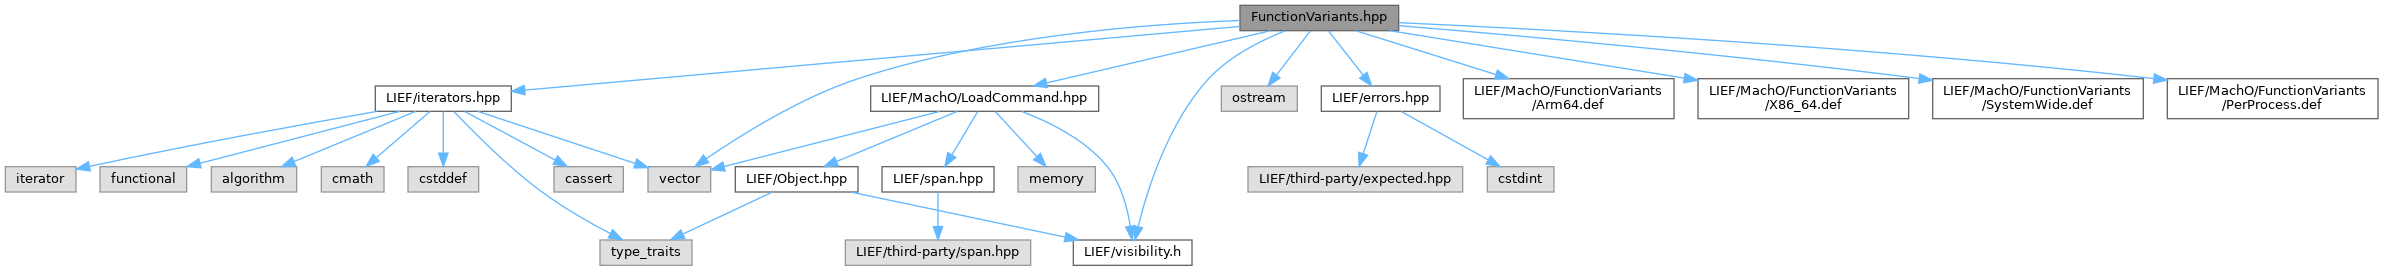 FunctionVariants.hpp
LIEF/iterators.hpp
LIEF/MachO/LoadCommand.hpp
ostream
LIEF/errors.hpp
LIEF/MachO/FunctionVariants
/Arm64.def
LIEF/MachO/FunctionVariants
/X86_64.def
LIEF/MachO/FunctionVariants
/SystemWide.def
LIEF/MachO/FunctionVariants
/PerProcess.def
iterator
functional
algorithm
cmath
cstddef
cassert
vector
LIEF/Object.hpp
LIEF/span.hpp
memory
LIEF/third-party/expected.hpp
cstdint
type_traits
LIEF/third-party/span.hpp
LIEF/visibility.h